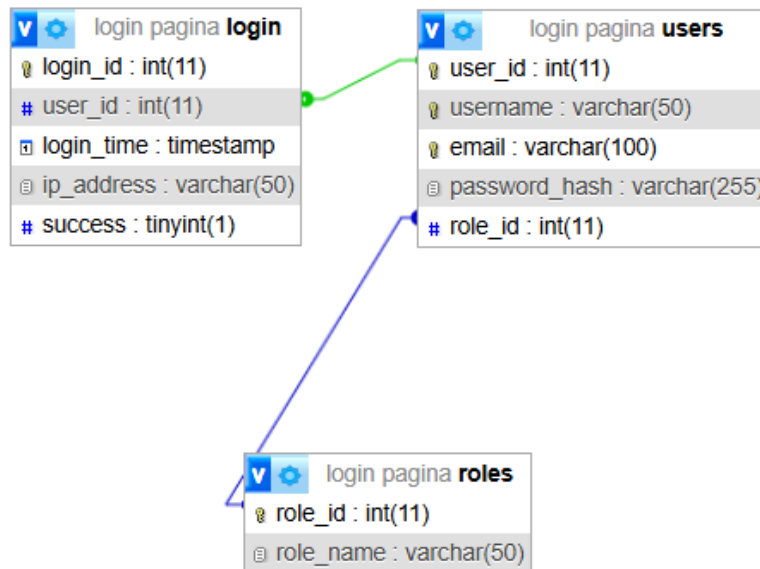 V login pagina login
login_id : int(11)
# user_id : int(11)
login_time : timestamp
ip_address : varchar(50)
# success : tinyint(1)
V login pagina users
user_id : int(11)
username : varchar(50)
email : varchar(100)
password_hash : varchar(255)
# role_id : int(11)
V login pagina roles
role_id : int(11)
role_name : varchar(50)